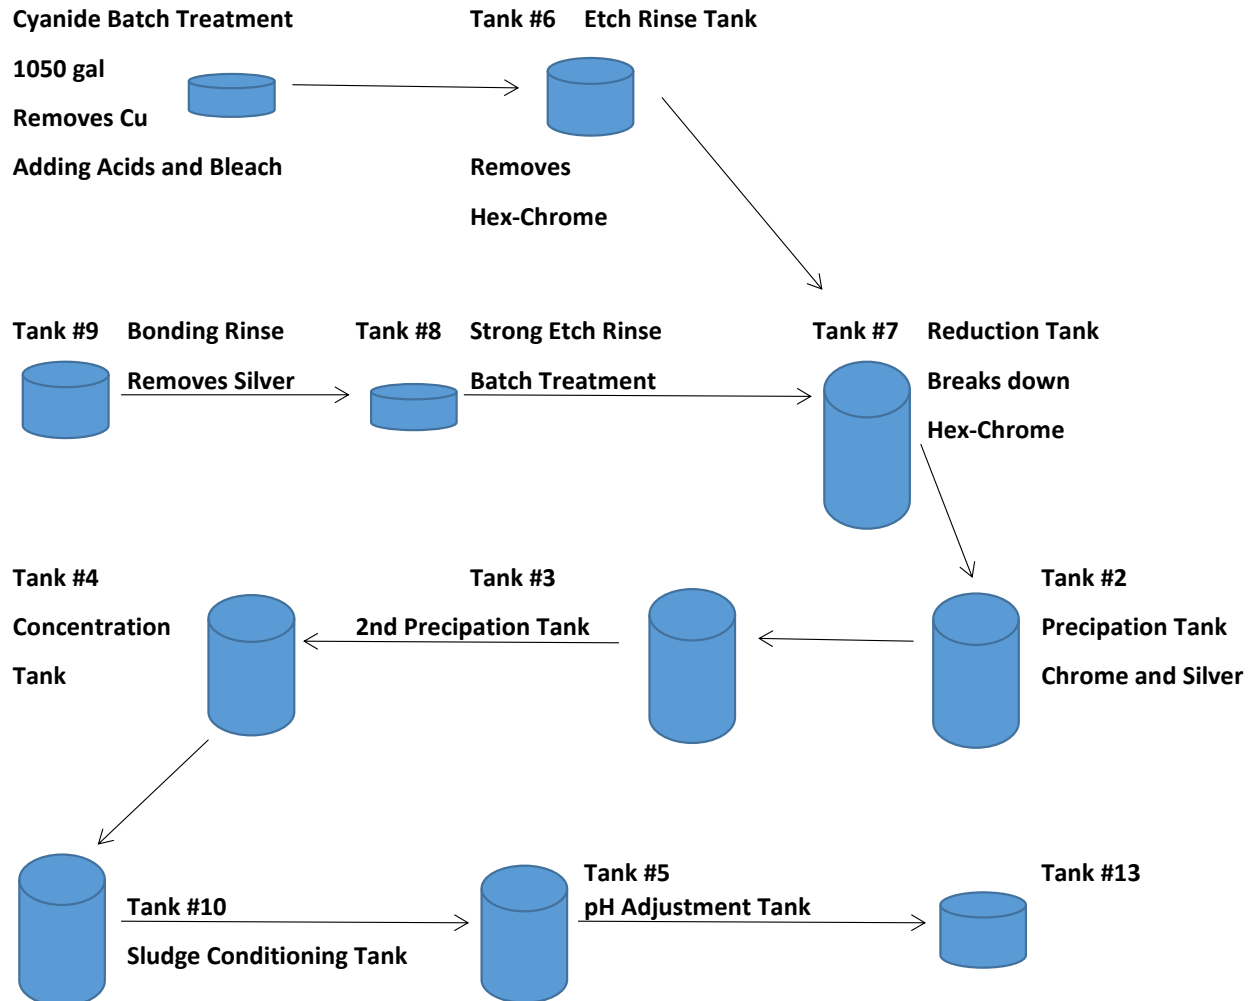 Cyanide Batch Treatment
1050 gal
Removes Cu
Adding Acids and Bleach
Tank #6 Etch Rinse Tank
Removes
Hex-Chrome
Tank #9 Bonding Rinse
Removes Silver
Tank #8 Strong Etch Rinse
Batch Treatment
Tank #7 Reduction Tank
Breaks down
Hex-Chrome
Tank #4
Concentration
Tank
Tank #3
2nd Precipation Tank
Tank #2
Precipation Tank
Chrome and Silver
Tank #10
Sludge Conditioning Tank
Tank #5
pH Adjustment Tank
Tank #13